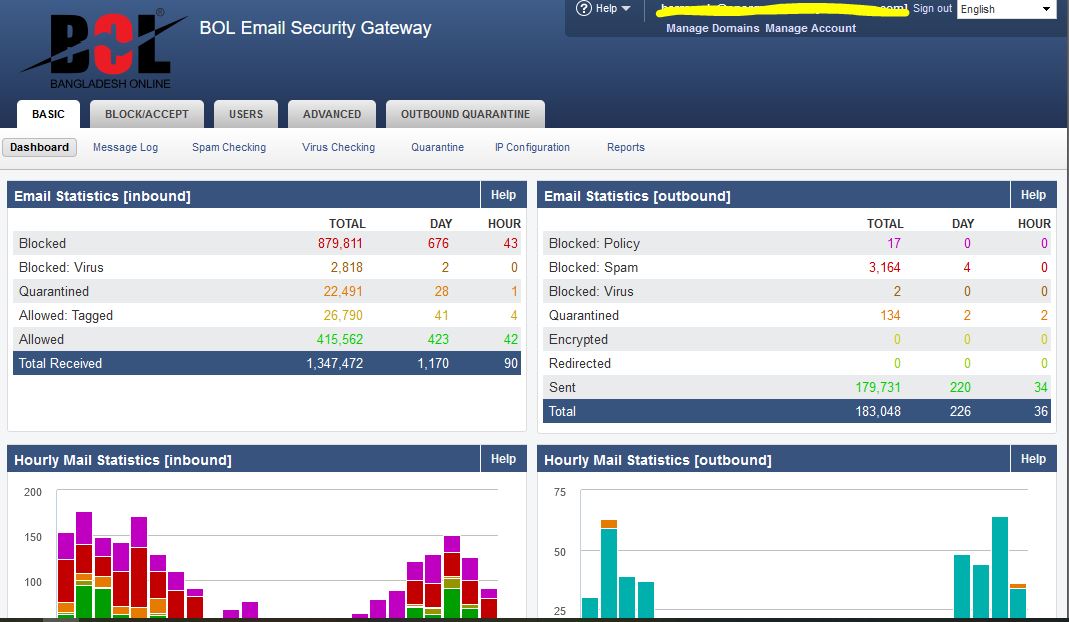 BOL
®
BANGLADESH ONLINE
BOL Email Security Gateway
Help
Sign out
English
Manage Domains Manage Account
BASIC
BLOCK/ACCEPT
USERS
ADVANCED
OUTBOUND QUARANTINE
Dashboard
Message Log
Spam Checking
Virus Checking
Quarantine
IP Configuration
Reports
Email Statistics [inbound]
Help
TOTAL DAY HOUR
Blocked 879,811 676 43
Blocked: Virus 2,818 2 0
Quarantined 22,491 28 1
Allowed: Tagged 26,790 41 4
Allowed 415,562 423 42
Total Received 1,347,472 1,170 90
Email Statistics [outbound]
Help
TOTAL DAY HOUR
Blocked: Policy 17 0 0
Blocked: Spam 3,164 4 0
Blocked: Virus 2 0 0
Quarantined 134 2 2
Encrypted 0 0 0
Redirected 0 0 0
Sent 179,731 220 34
Total 183,048 226 36
Hourly Mail Statistics [inbound]
Help
200
150
100
Hourly Mail Statistics [outbound]
Help
75
50
25